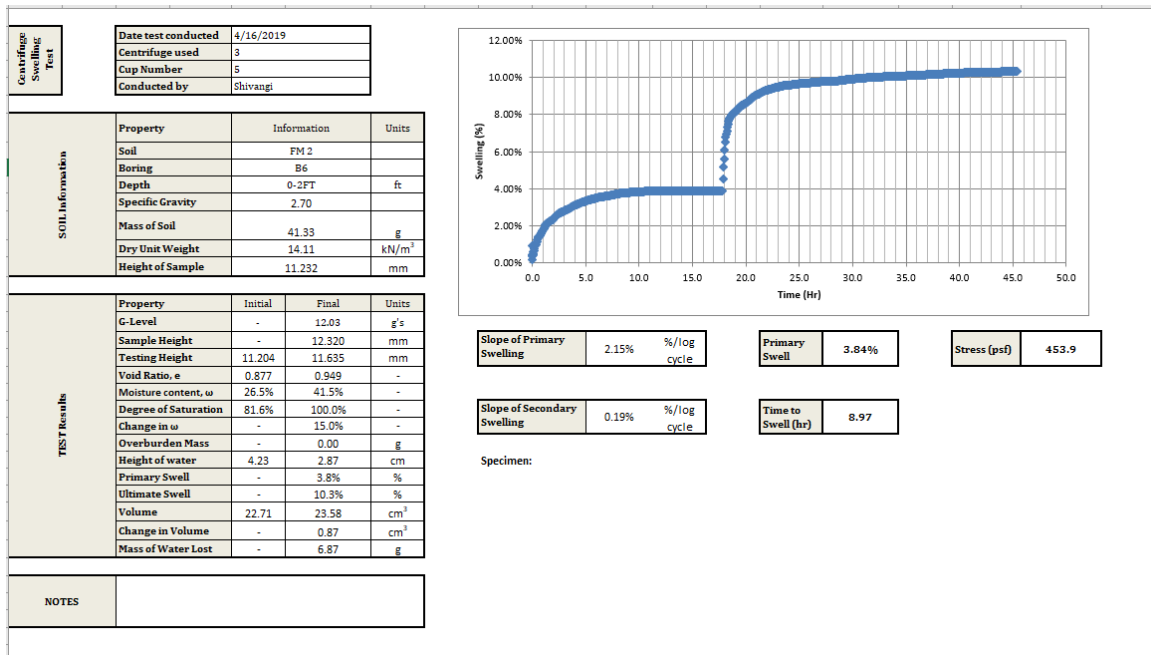 Centrifuge
Swelling
Test
Date test conducted 4/16/2019
Centrifuge used 3
Cup Number 5
Conducted by Shivangi
SOIL Information
Property Information Units
Soil FM 2
Boring B6
Depth 0-2FT ft
Specific Gravity 2.70
Mass of Soil 41.33 g
Dry Unit Weight 14.11 kN/m³
Height of Sample 11.232 mm
TEST Results
Property Initial Final Units
G-Level - 12.03 g's
Sample Height - 12.320 mm
Testing Height 11.204 11.635 mm
Void Ratio, e 0.877 0.949 -
Moisture content, ω 26.5% 41.5% -
Degree of Saturation 81.6% 100.0% -
Change in ω - 15.0% -
Overburden Mass - 0.00 g
Height of water 4.23 2.87 cm
Primary Swell - 3.8% %
Ultimate Swell - 10.3% %
Volume 22.71 23.58 cm³
Change in Volume - 0.87 cm³
Mass of Water Lost - 6.87 g
NOTES
Swelling (%)
12.00%
10.00%
8.00%
6.00%
4.00%
2.00%
0.00%
0.0 5.0 10.0 15.0 20.0 25.0 30.0 35.0 40.0 45.0 50.0
Time (Hr)
Slope of Primary
Swelling
2.15%
%/log
cycle
Primary
Swell
3.84%
Stress (psf) 453.9
Slope of Secondary
Swelling
0.19%
%/log
cycle
Time to
Swell (hr)
8.97
Specimen: